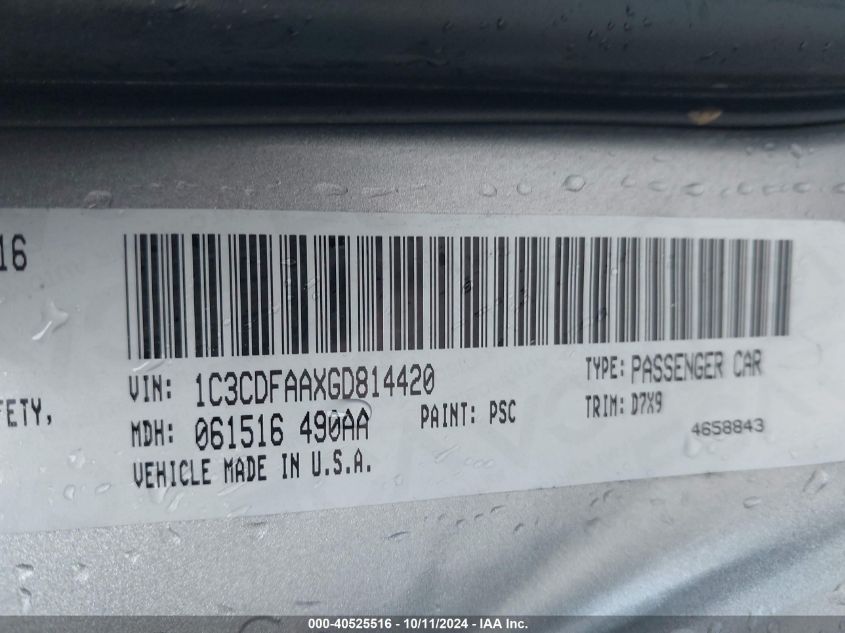 16
FETY,
VIN: 1C3CDFAAXGD814420
TYPE: PASSENGER CAR
MDH: 061516 490AA
PAINT: PSC
TRIM: D7X9
VEHICLE MADE IN U.S.A.
4658843
000-40525516 - 10/11/2024 - IAA Inc.